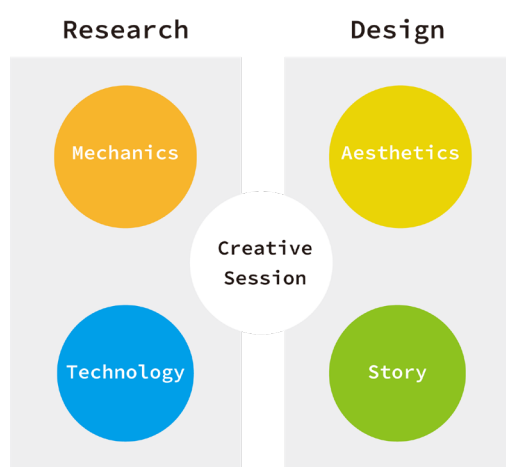 Research
Design
Mechanics
Aesthetics
Creative
Session
Technology
Story